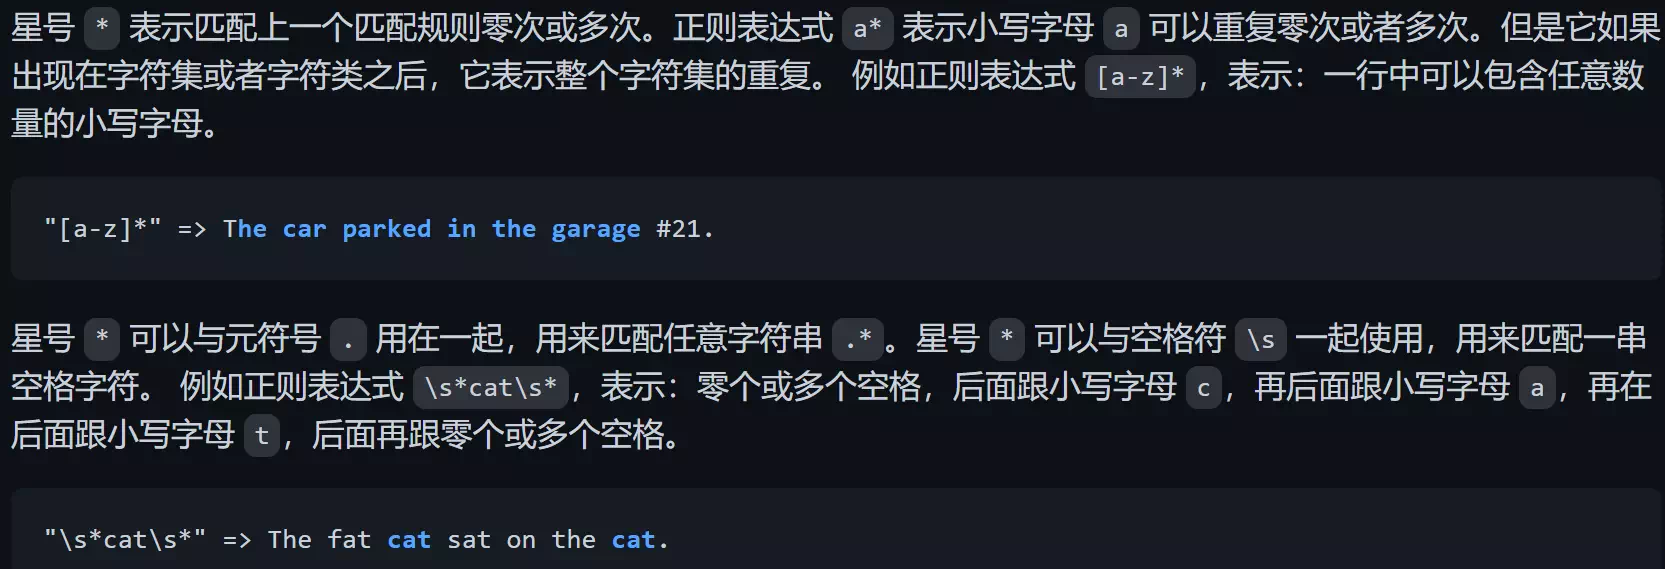 星号 * 表示匹配上一个匹配规则零次或多次。正则表达式 a* 表示小写字母 a 可以重复零次或者多次。但是它如果
出现在字符集或者字符类之后，它表示整个字符集的重复。 例如正则表达式 [a-z]*，表示：一行中可以包含任意数
量的小写字母。
"[a-z]*" => The car parked in the garage #21.
星号 * 可以与元符号 . 用在一起，用来匹配任意字符串 .*。星号 * 可以与空格符 \s 一起使用，用来匹配一串
空格字符。 例如正则表达式 \s*cat\s*，表示：零个或多个空格，后面跟小写字母 c，再后面跟小写字母 a，再在
后面跟小写字母 t，后面再跟零个或多个空格。
"\s*cat\s*" => The fat cat sat on the cat.